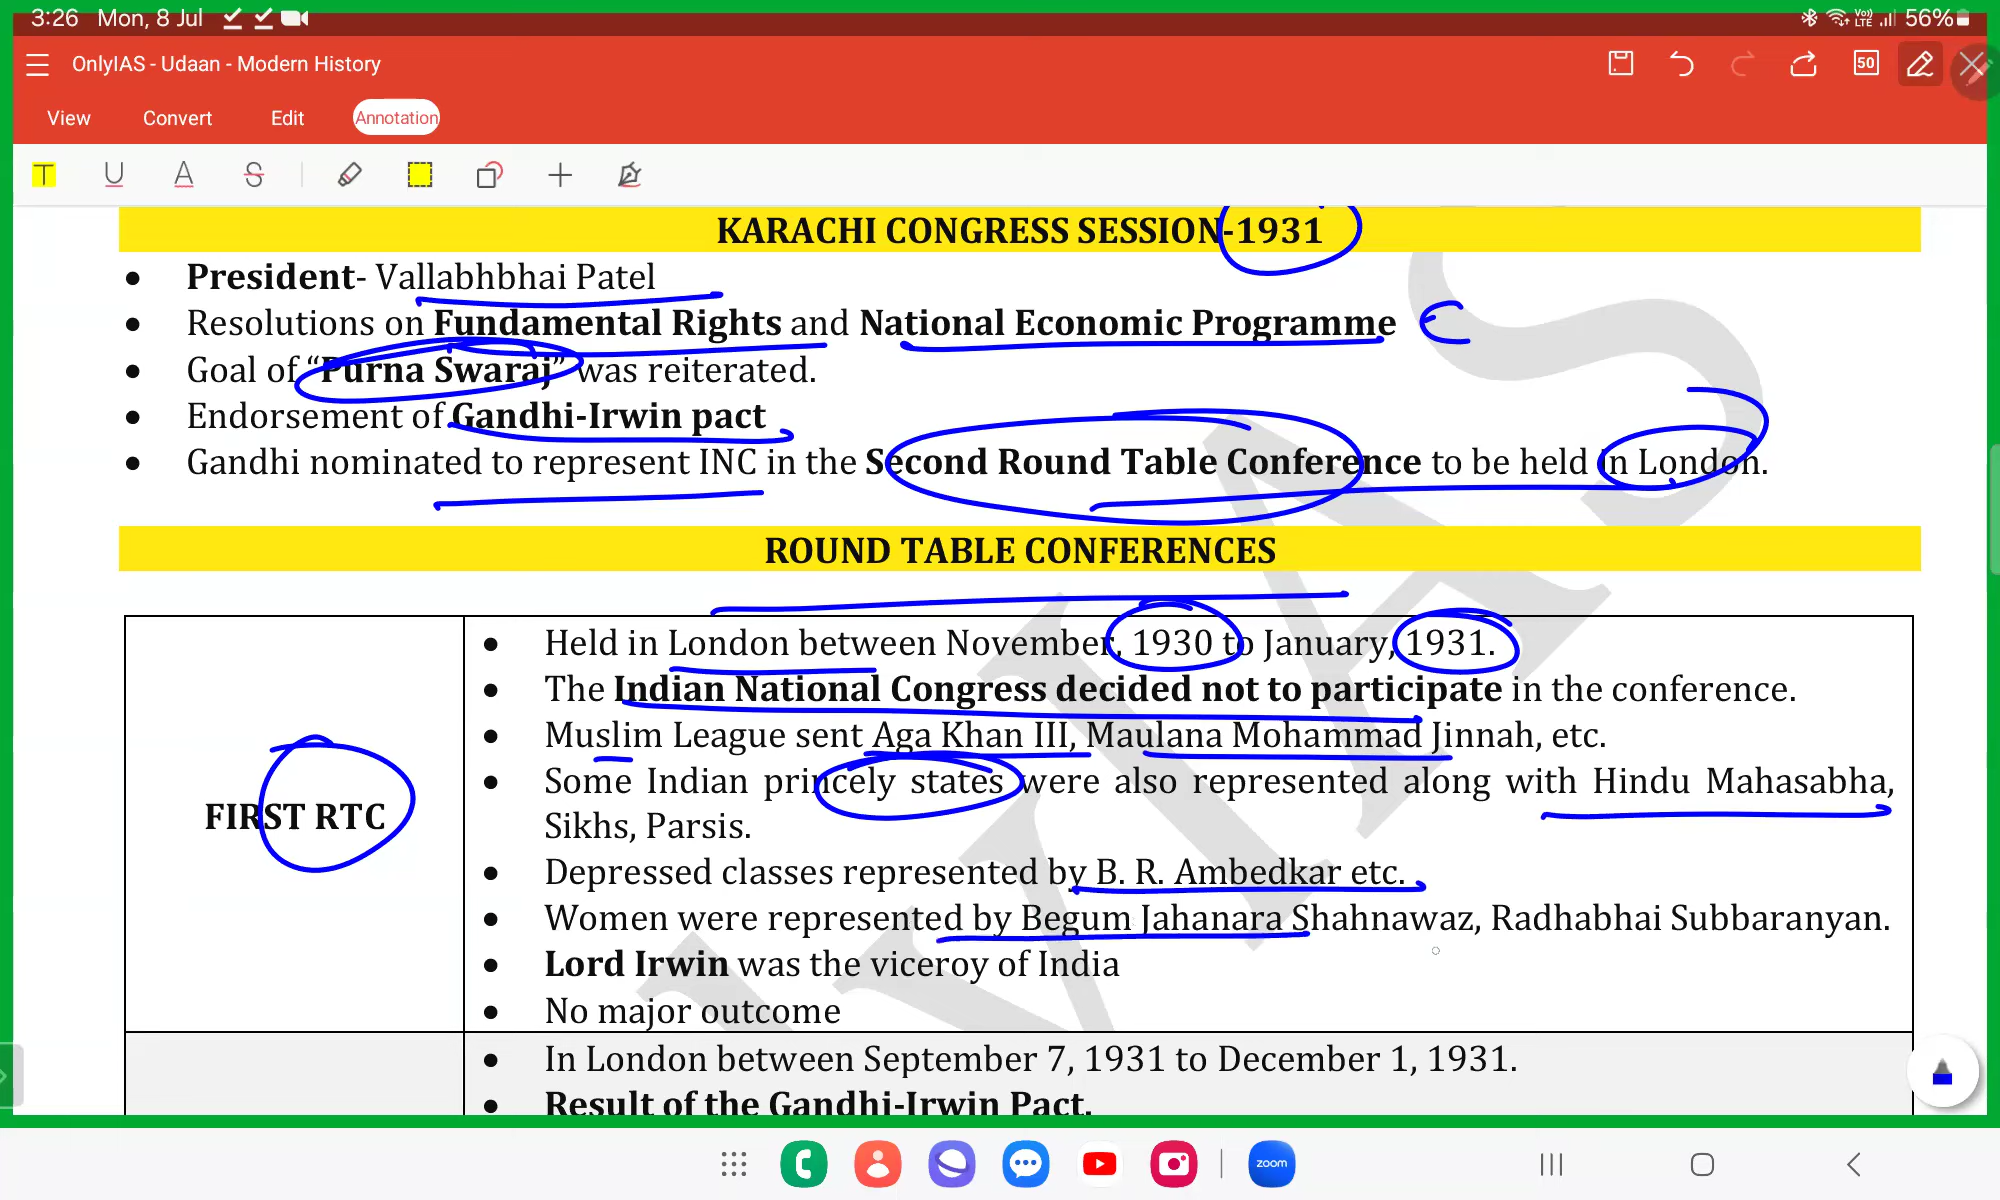 3:26 Mon, 8 Jul 56%
OnlyIAS - Udaan - Modern History 50
View Convert Edit Annotation
T U A S
KARACHI CONGRESS SESSION-1931
• President- Vallabhbhai Patel
• Resolutions on Fundamental Rights and National Economic Programme
• Goal of “Purna Swaraj” was reiterated.
• Endorsement of Gandhi-Irwin pact
• Gandhi nominated to represent INC in the Second Round Table Conference to be held in London.
ROUND TABLE CONFERENCES
FIRST RTC
• Held in London between November, 1930 to January, 1931.
• The Indian National Congress decided not to participate in the conference.
• Muslim League sent Aga Khan III, Maulana Mohammad Jinnah, etc.
• Some Indian princely states were also represented along with Hindu Mahasabha,
Sikhs, Parsis.
• Depressed classes represented by B. R. Ambedkar etc.
• Women were represented by Begum Jahanara Shahnawaz, Radhabhai Subbaranyan.
• Lord Irwin was the viceroy of India
• No major outcome
• In London between September 7, 1931 to December 1, 1931.
• Result of the Gandhi-Irwin Pact.
zoom